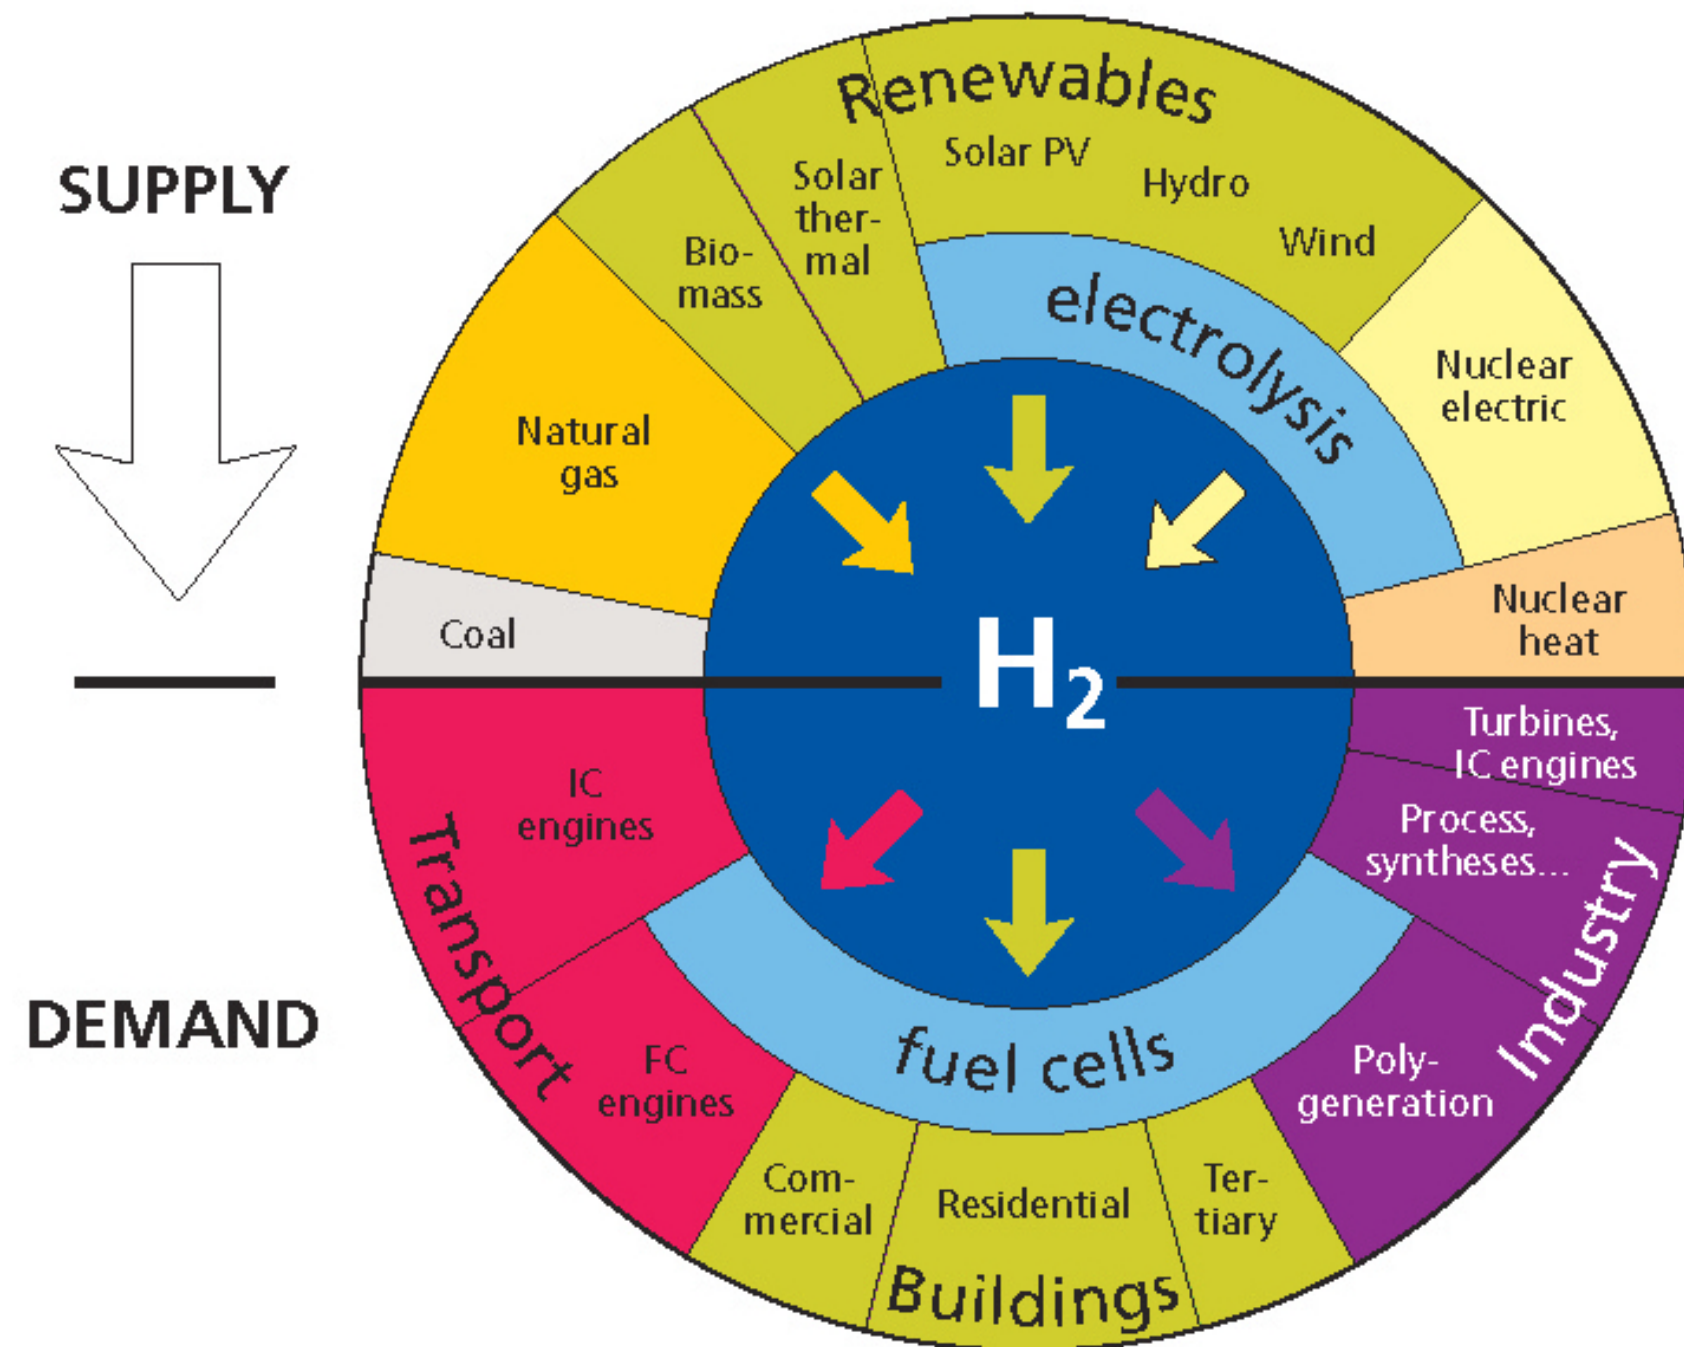 SUPPLY
Renewables
Solar PV
Hydro
Wind
Solar
ther-
mal
Bio-
mass
electrolysis
Nuclear
electric
Natural
gas
Nuclear
heat
Coal
H₂
Turbines,
IC engines
IC
engines
Process,
syntheses...
Transport
Industry
DEMAND
fuel cells
FC
engines
Poly-
generation
Com-
mercial
Residential
Ter-
tiary
Buildings